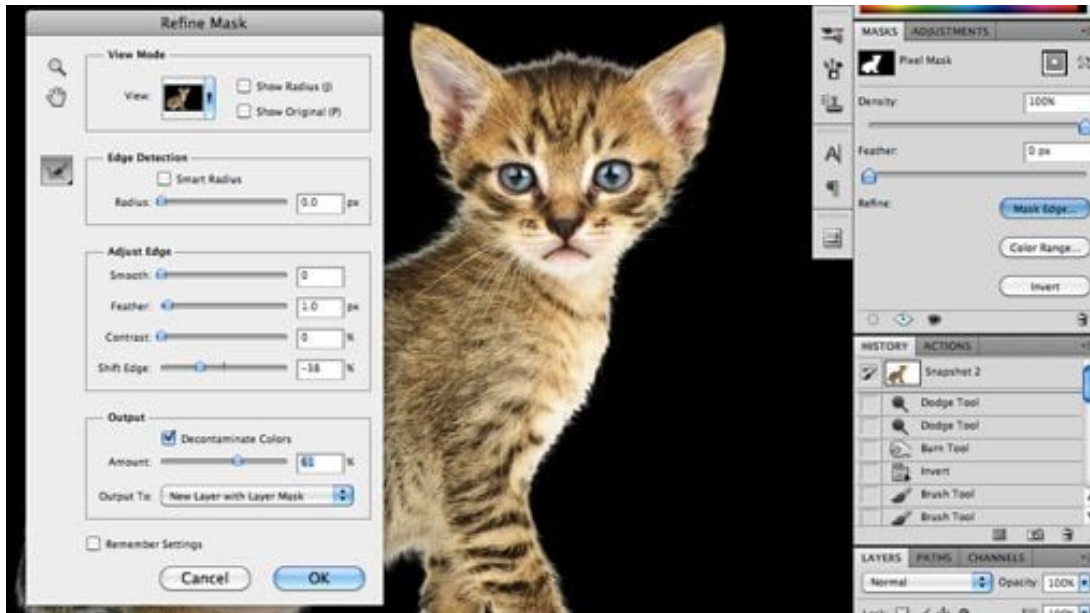 Refine Mask
View Mode
View:
Show Radius (J)
Show Original (P)
Edge Detection
Smart Radius
Radius: 0.0 px
Adjust Edge
Smooth: 0
Feather: 1.0 px
Contrast: 0 %
Shift Edge: -38 %
Output
Decontaminate Colors
Amount: 61 %
Output To: New Layer with Layer Mask
Remember Settings
Cancel OK
A
MASKS ADJUSTMENTS
Pixel Mask
Density: 100%
Feather: 0 px
Refine: Mask Edge...
Color Range...
Invert
HISTORY ACTIONS
Snapshot 2
Dodge Tool
Dodge Tool
Burn Tool
Invert
Brush Tool
Brush Tool
LAYERS PATHS CHANNELS
Normal Opacity: 100%